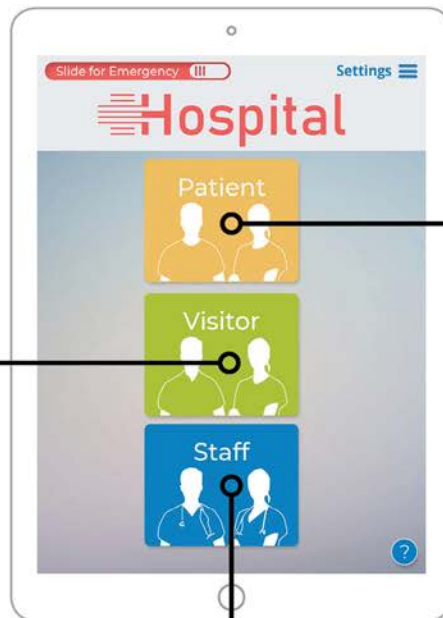 Slide for Emergency
Settings
Hospital
Patient
Visitor
Staff
?